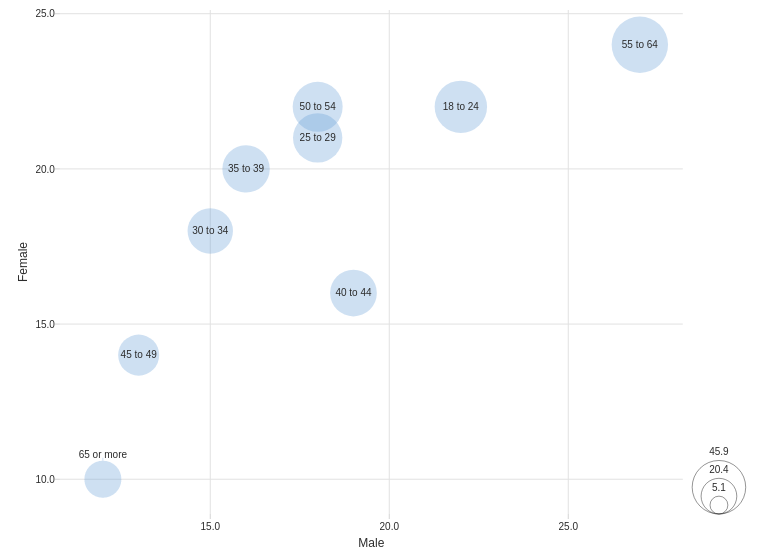 25.0
55 to 64
50 to 54
18 to 24
25 to 29
20.0
35 to 39
30 to 34
Female
40 to 44
15.0
45 to 49
65 or more
45.9
20.4
10.0
5.1
15.0
20.0
25.0
Male